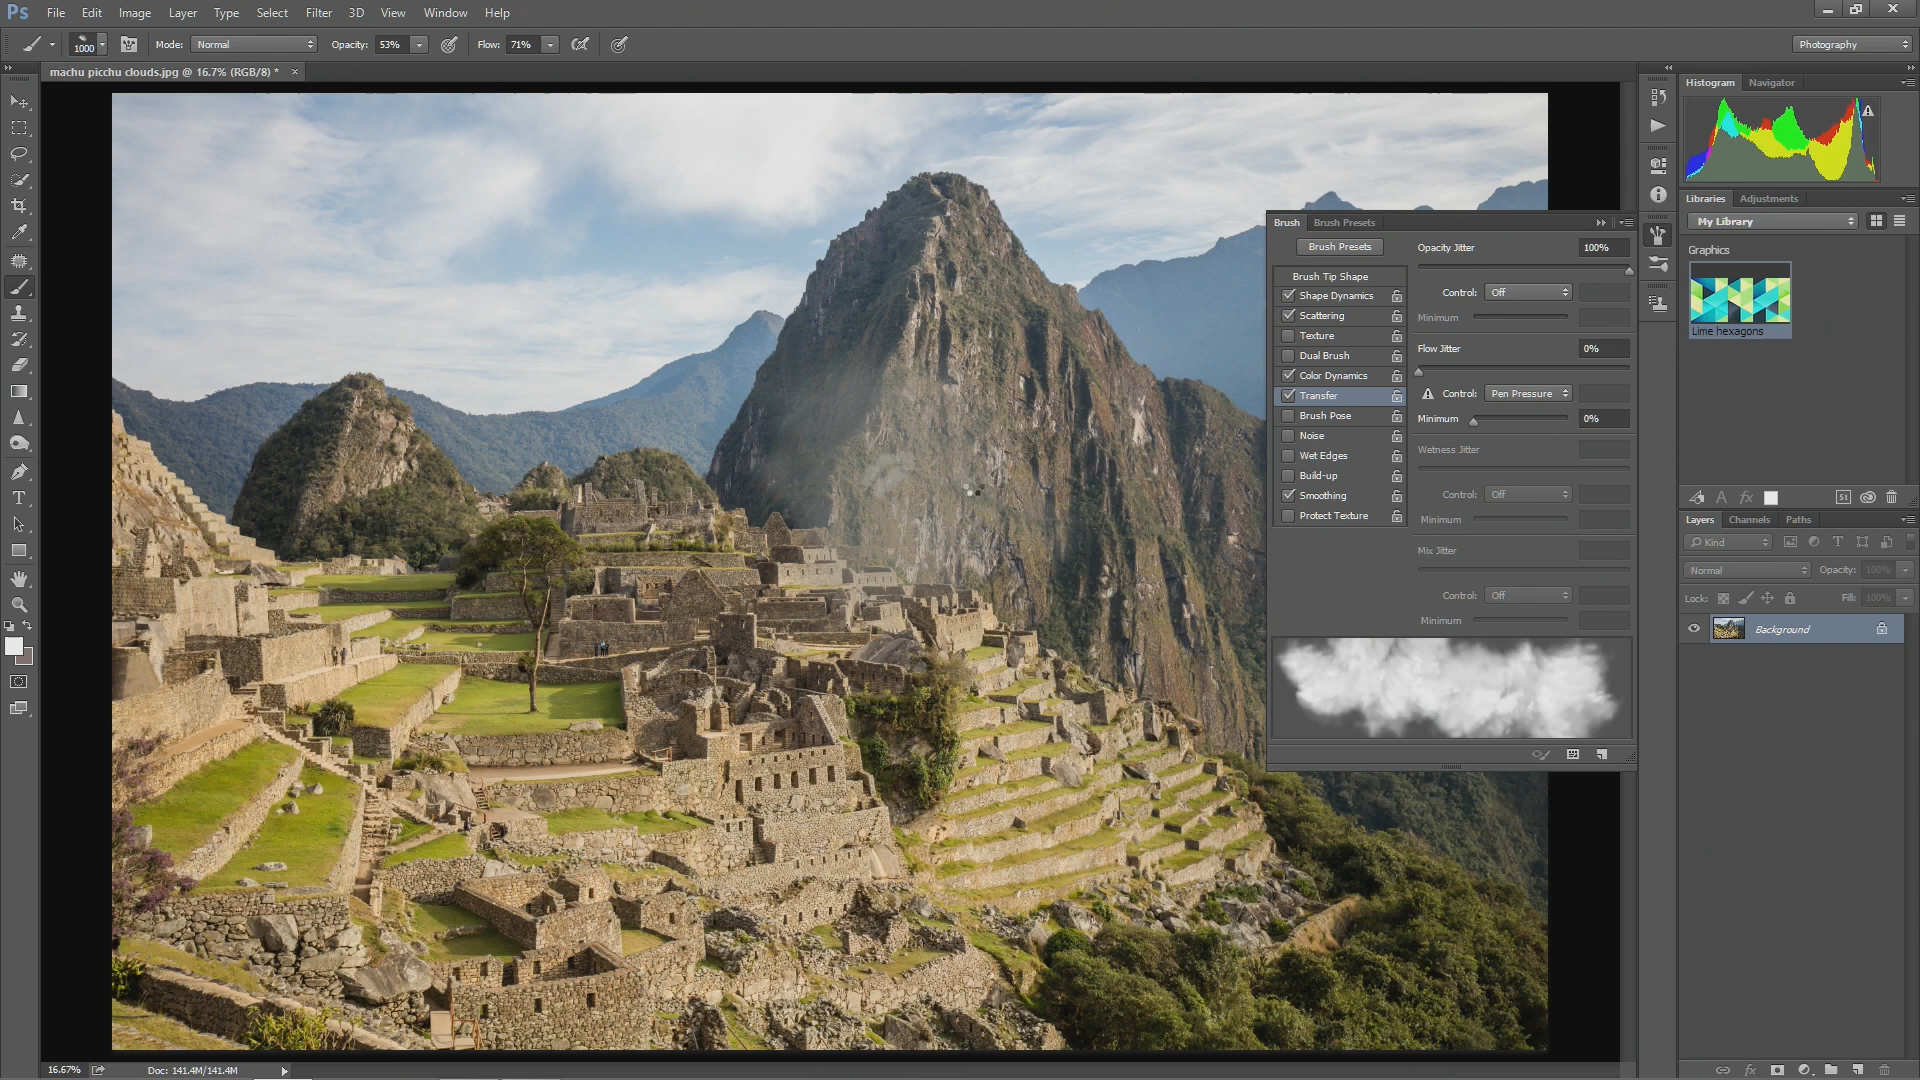 Ps File Edit Image Layer Type Select Filter 3D View Window Help
1000 Mode: Normal Opacity: 53% Flow: 71% Photography
machu picchu clouds.jpg @ 16.7% (RGB/8) * ×
Histogram Navigator
Libraries Adjustments
My Library
Graphics
Lime hexagons
Brush Brush Presets
Brush Presets
Brush Tip Shape
Shape Dynamics
Scattering
Texture
Dual Brush
Color Dynamics
Transfer
Brush Pose
Noise
Wet Edges
Build-up
Smoothing
Protect Texture
Opacity Jitter 100%
Control: Off
Minimum
Flow Jitter 0%
Control: Pen Pressure
Minimum 0%
Wetness Jitter
Control: Off
Minimum
Mix Jitter
Control: Off
Minimum
A fx St
Layers Channels Paths
Kind T
Normal Opacity: 100%
Lock: Fill: 100%
Background
T
16.67% Doc: 141.4M/141.4M
fx